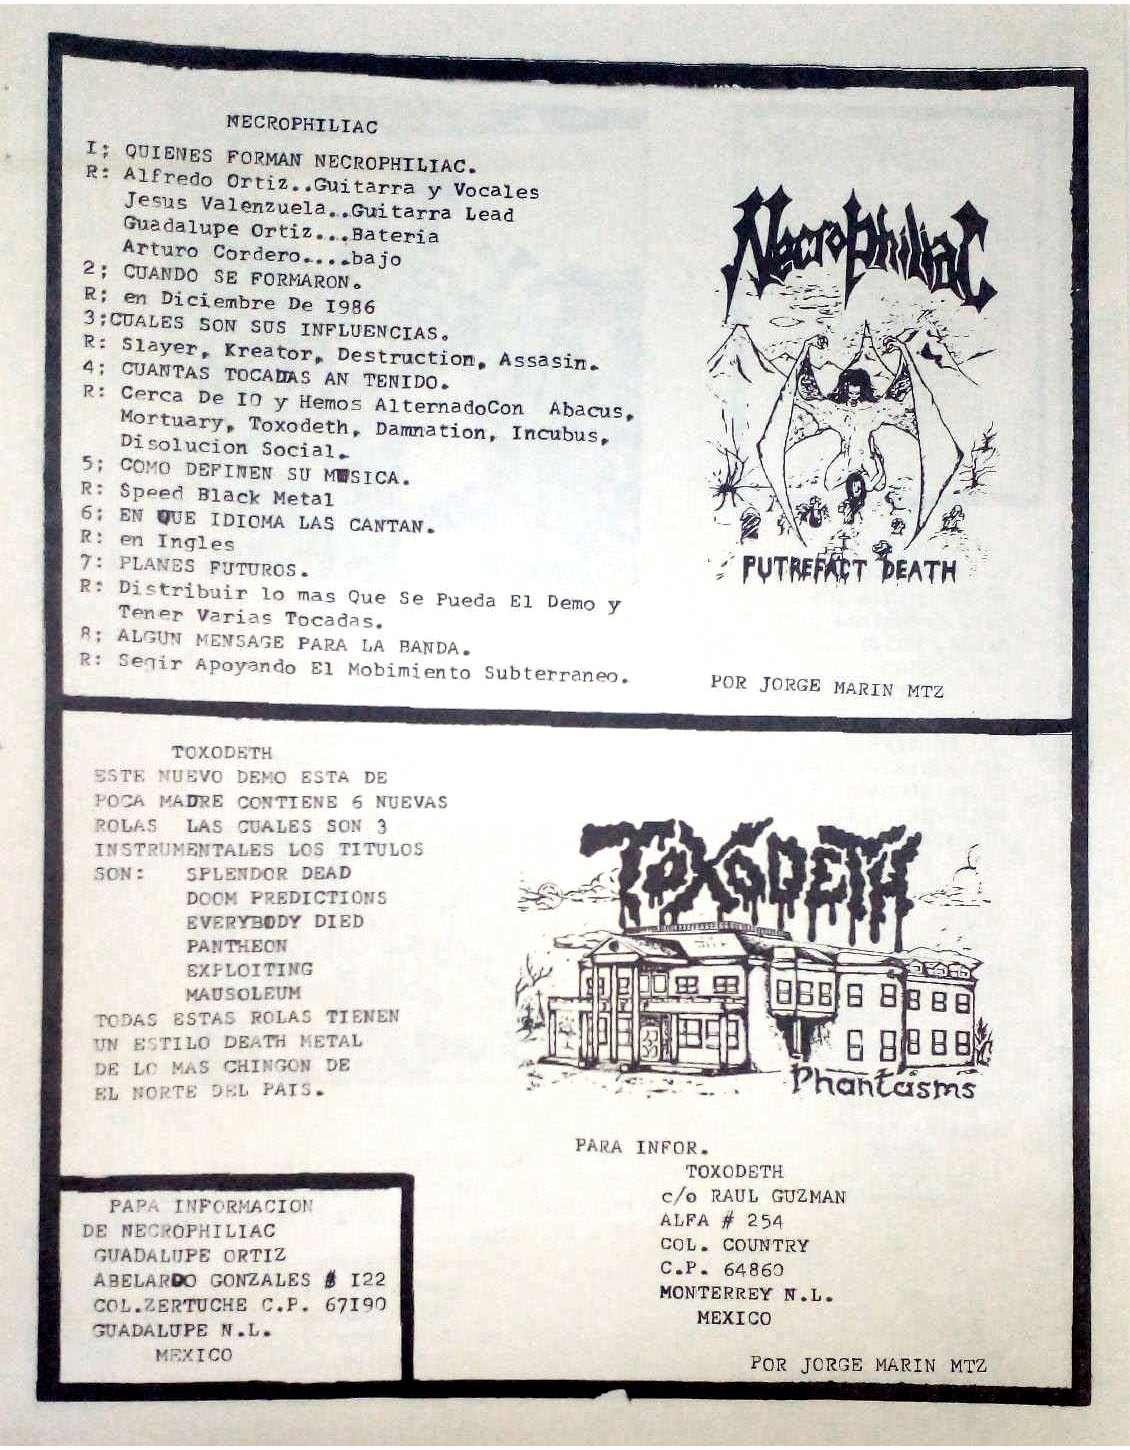 NECROPHILIAC
I; QUIENES FORMAN NECROPHILIAC.
R: Alfredo Ortiz..Guitarra y Vocales
Jesus Valenzuela...Guitarra Lead
Guadalupe Ortiz...Bateria
Arturo Cordero....bajo
2; CUANDO SE FORMARON.
R; en Diciembre De I986
3;CUALES SON SUS INFLUENCIAS.
R: Slayer, Kreator, Destruction, Assasin.
4; CUANTAS TOCADAS AN TENIDO.
R: Cerca De IO y Hemos AlternadoCon Abacus,
Mortuary, Toxodeth, Damnation, Incubus,
Disolucion Social.
5; COMO DEFINEN SU MUSICA.
R: Speed Black Metal
6; EN QUE IDIOMA LAS CANTAN.
R: en Ingles
7: PLANES FUTUROS.
R: Distribuir lo mas Que Se Pueda El Demo y
Tener Varias Tocadas.
8; ALGUN MENSAGE PARA LA BANDA.
R: Segir Apoyando El Mobimiento Subterraneo.
Necrophiliac
PUTREFACT DEATH
POR JORGE MARIN MTZ
TOXODETH
ESTE NUEVO DEMO ESTA DE
POCA MADRE CONTIENE 6 NUEVAS
ROLAS LAS CUALES SON 3
INSTRUMENTALES LOS TITULOS
SON: SPLENDOR DEAD
DOOM PREDICTIONS
EVERYBODY DIED
PANTHEON
EXPLOITING
MAUSOLEUM
TODAS ESTAS ROLAS TIENEN
UN ESTILO DEATH METAL
DE LO MAS CHINGON DE
EL NORTE DEL PAIS.
TOXODETH
Phantasms
PARA INFOR.
TOXODETH
c/o RAUL GUZMAN
ALFA # 254
COL. COUNTRY
C.P. 64860
MONTERREY N.L.
MEXICO
POR JORGE MARIN MTZ
PAPA INFORMACION
DE NECROPHILIAC
GUADALUPE ORTIZ
ABELARDO GONZALES # I22
COL.ZERTUCHE C.P. 67I90
GUADALUPE N.L.
MEXICO